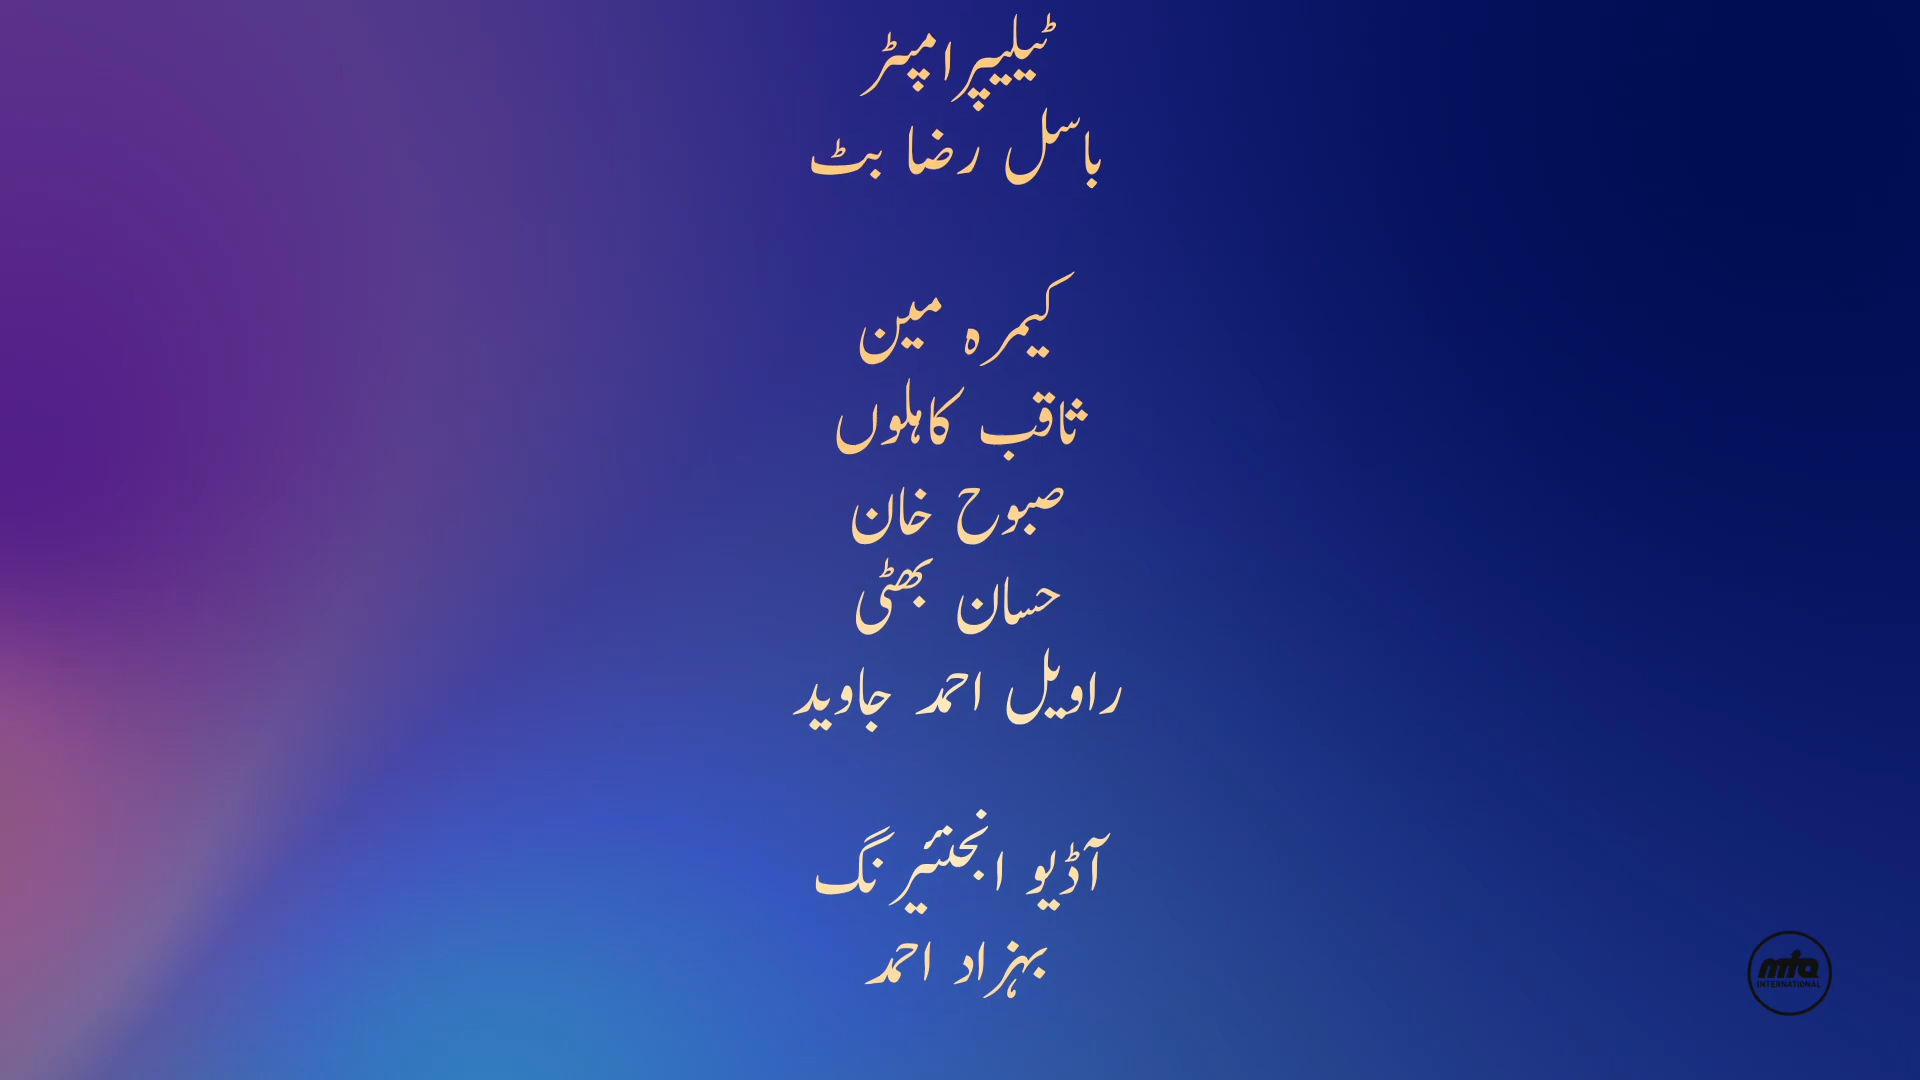 ٹیلیپرامپٹر
باسل رضا بٹ
کیمرہ مین
ثاقب کاہلوں
صبوح خان
حسان بھٹی
راویل احمد جاوید
آڈیو انجنئیرنگ
بہزاد احمد
mta
INTERNATIONAL